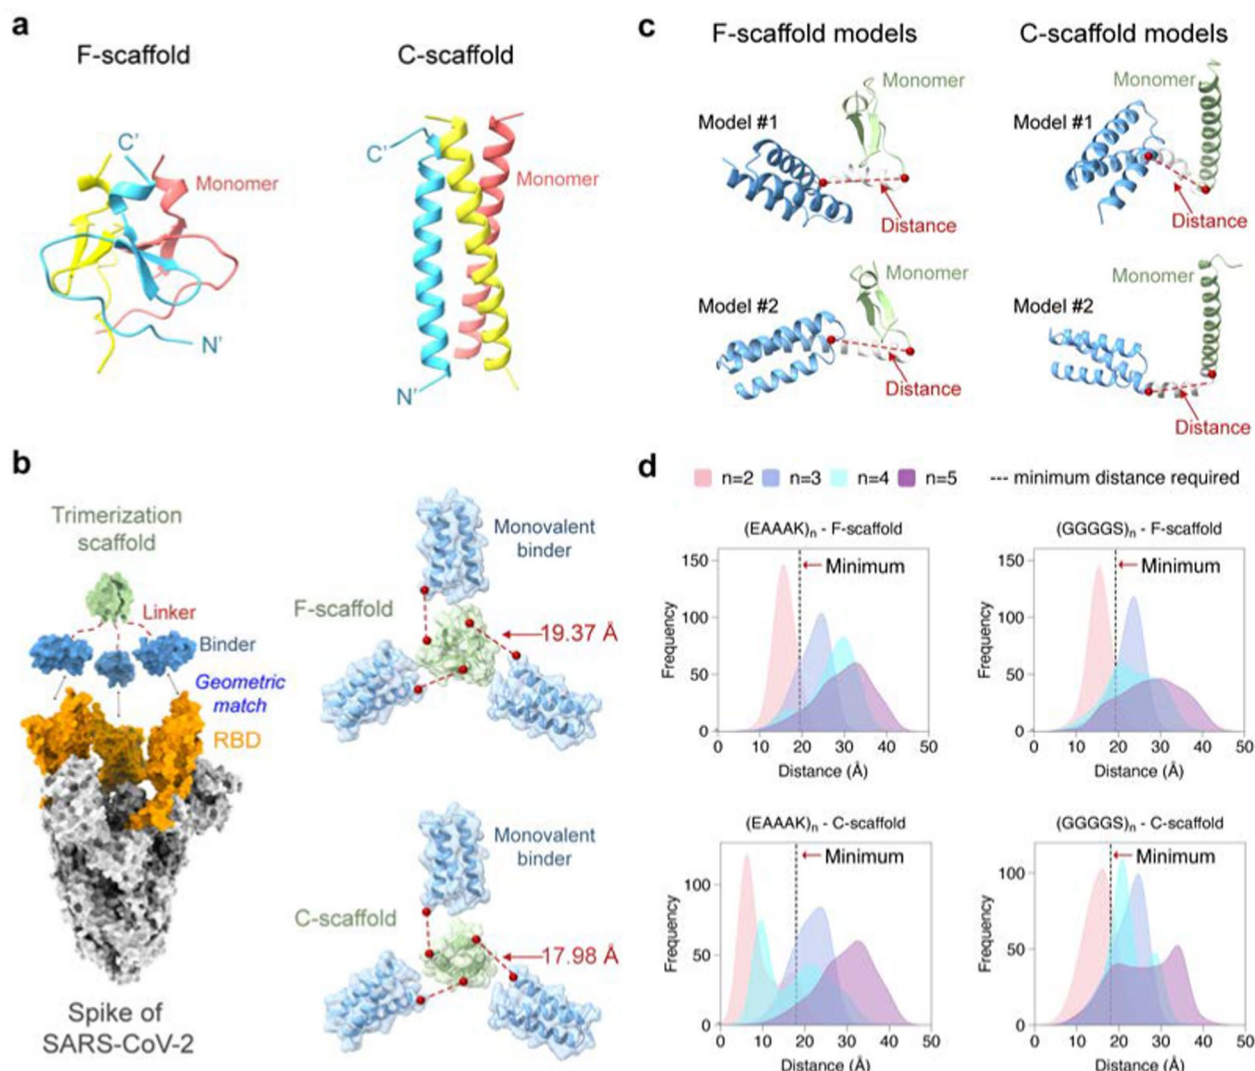 a
F-scaffold
C-scaffold
C'
Monomer
N'
C'
Monomer
N'
b
Trimerization
scaffold
Linker
Binder
Geometric
match
RBD
Spike of
SARS-CoV-2
Monovalent
binder
F-scaffold
19.37 Å
Monovalent
binder
C-scaffold
17.98 Å
c
F-scaffold models
C-scaffold models
Monomer
Model #1
Distance
Monomer
Model #1
Distance
Monomer
Model #2
Distance
Monomer
Model #2
Distance
d
n=2 n=3 n=4 n=5 --- minimum distance required
(EAAAK)n - F-scaffold
150
100
50
0
Frequency
Minimum
0 10 20 30 40 50
Distance (Å)
(GGGGS)n - F-scaffold
150
100
50
0
Frequency
Minimum
0 10 20 30 40 50
Distance (Å)
(EAAAK)n - C-scaffold
100
50
0
Frequency
Minimum
0 10 20 30 40 50
Distance (Å)
(GGGGS)n - C-scaffold
100
50
0
Frequency
Minimum
0 10 20 30 40 50
Distance (Å)